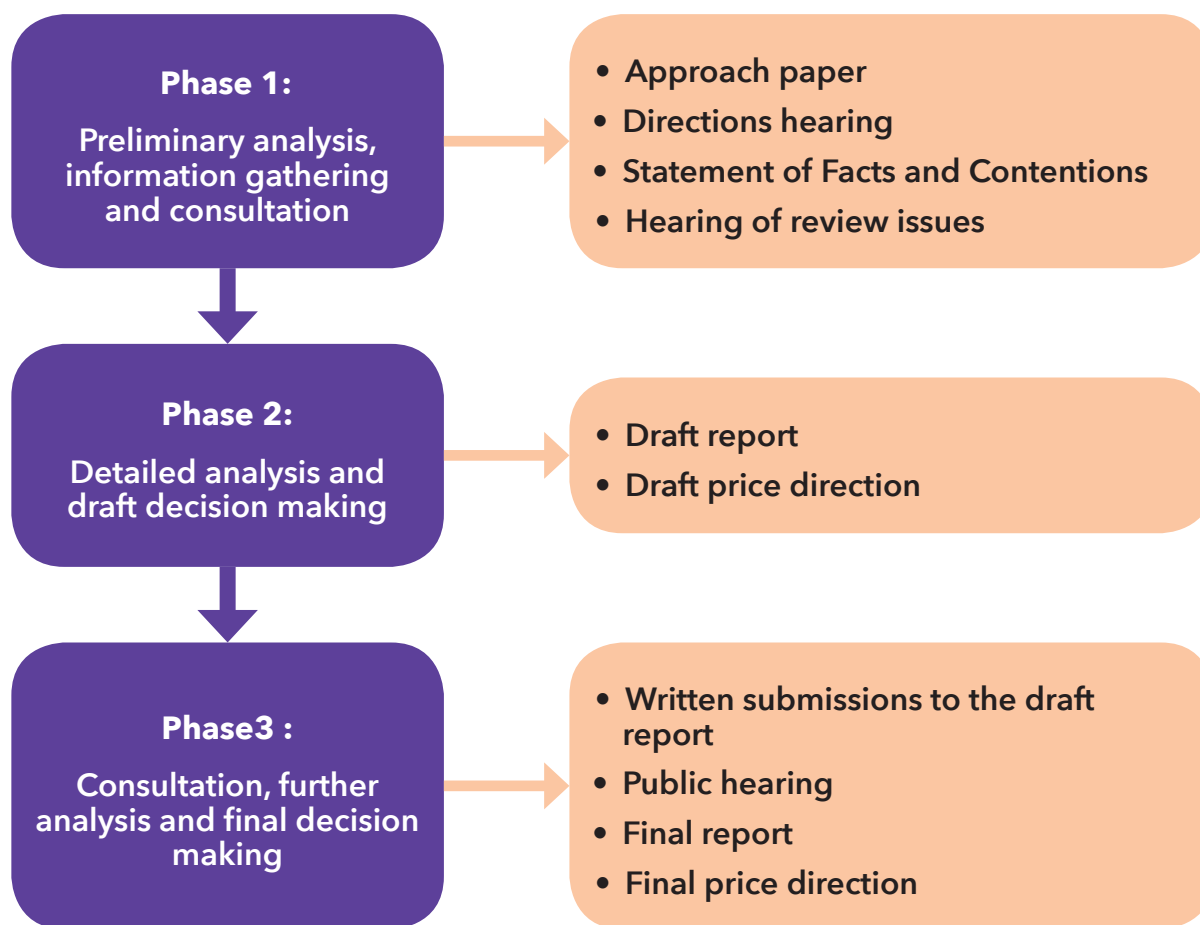 Phase 1:
Preliminary analysis,
information gathering
and consultation
• Approach paper
• Directions hearing
• Statement of Facts and Contentions
• Hearing of review issues
Phase 2:
Detailed analysis and
draft decision making
• Draft report
• Draft price direction
Phase3 :
Consultation, further
analysis and final decision
making
• Written submissions to the draft
report
• Public hearing
• Final report
• Final price direction